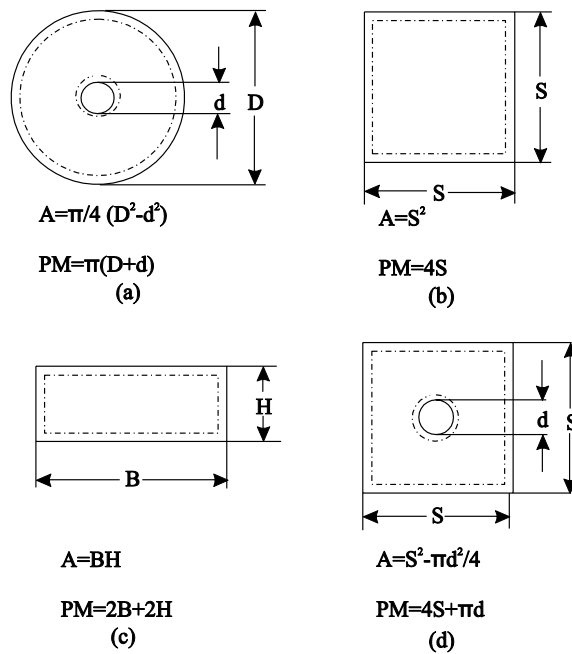 d
D
A=π/4 (D²-d²)
PM=π(D+d)
(a)
S
S
A=S²
PM=4S
(b)
H
B
A=BH
PM=2B+2H
(c)
d
S
S
A=S²-πd²/4
PM=4S+πd
(d)